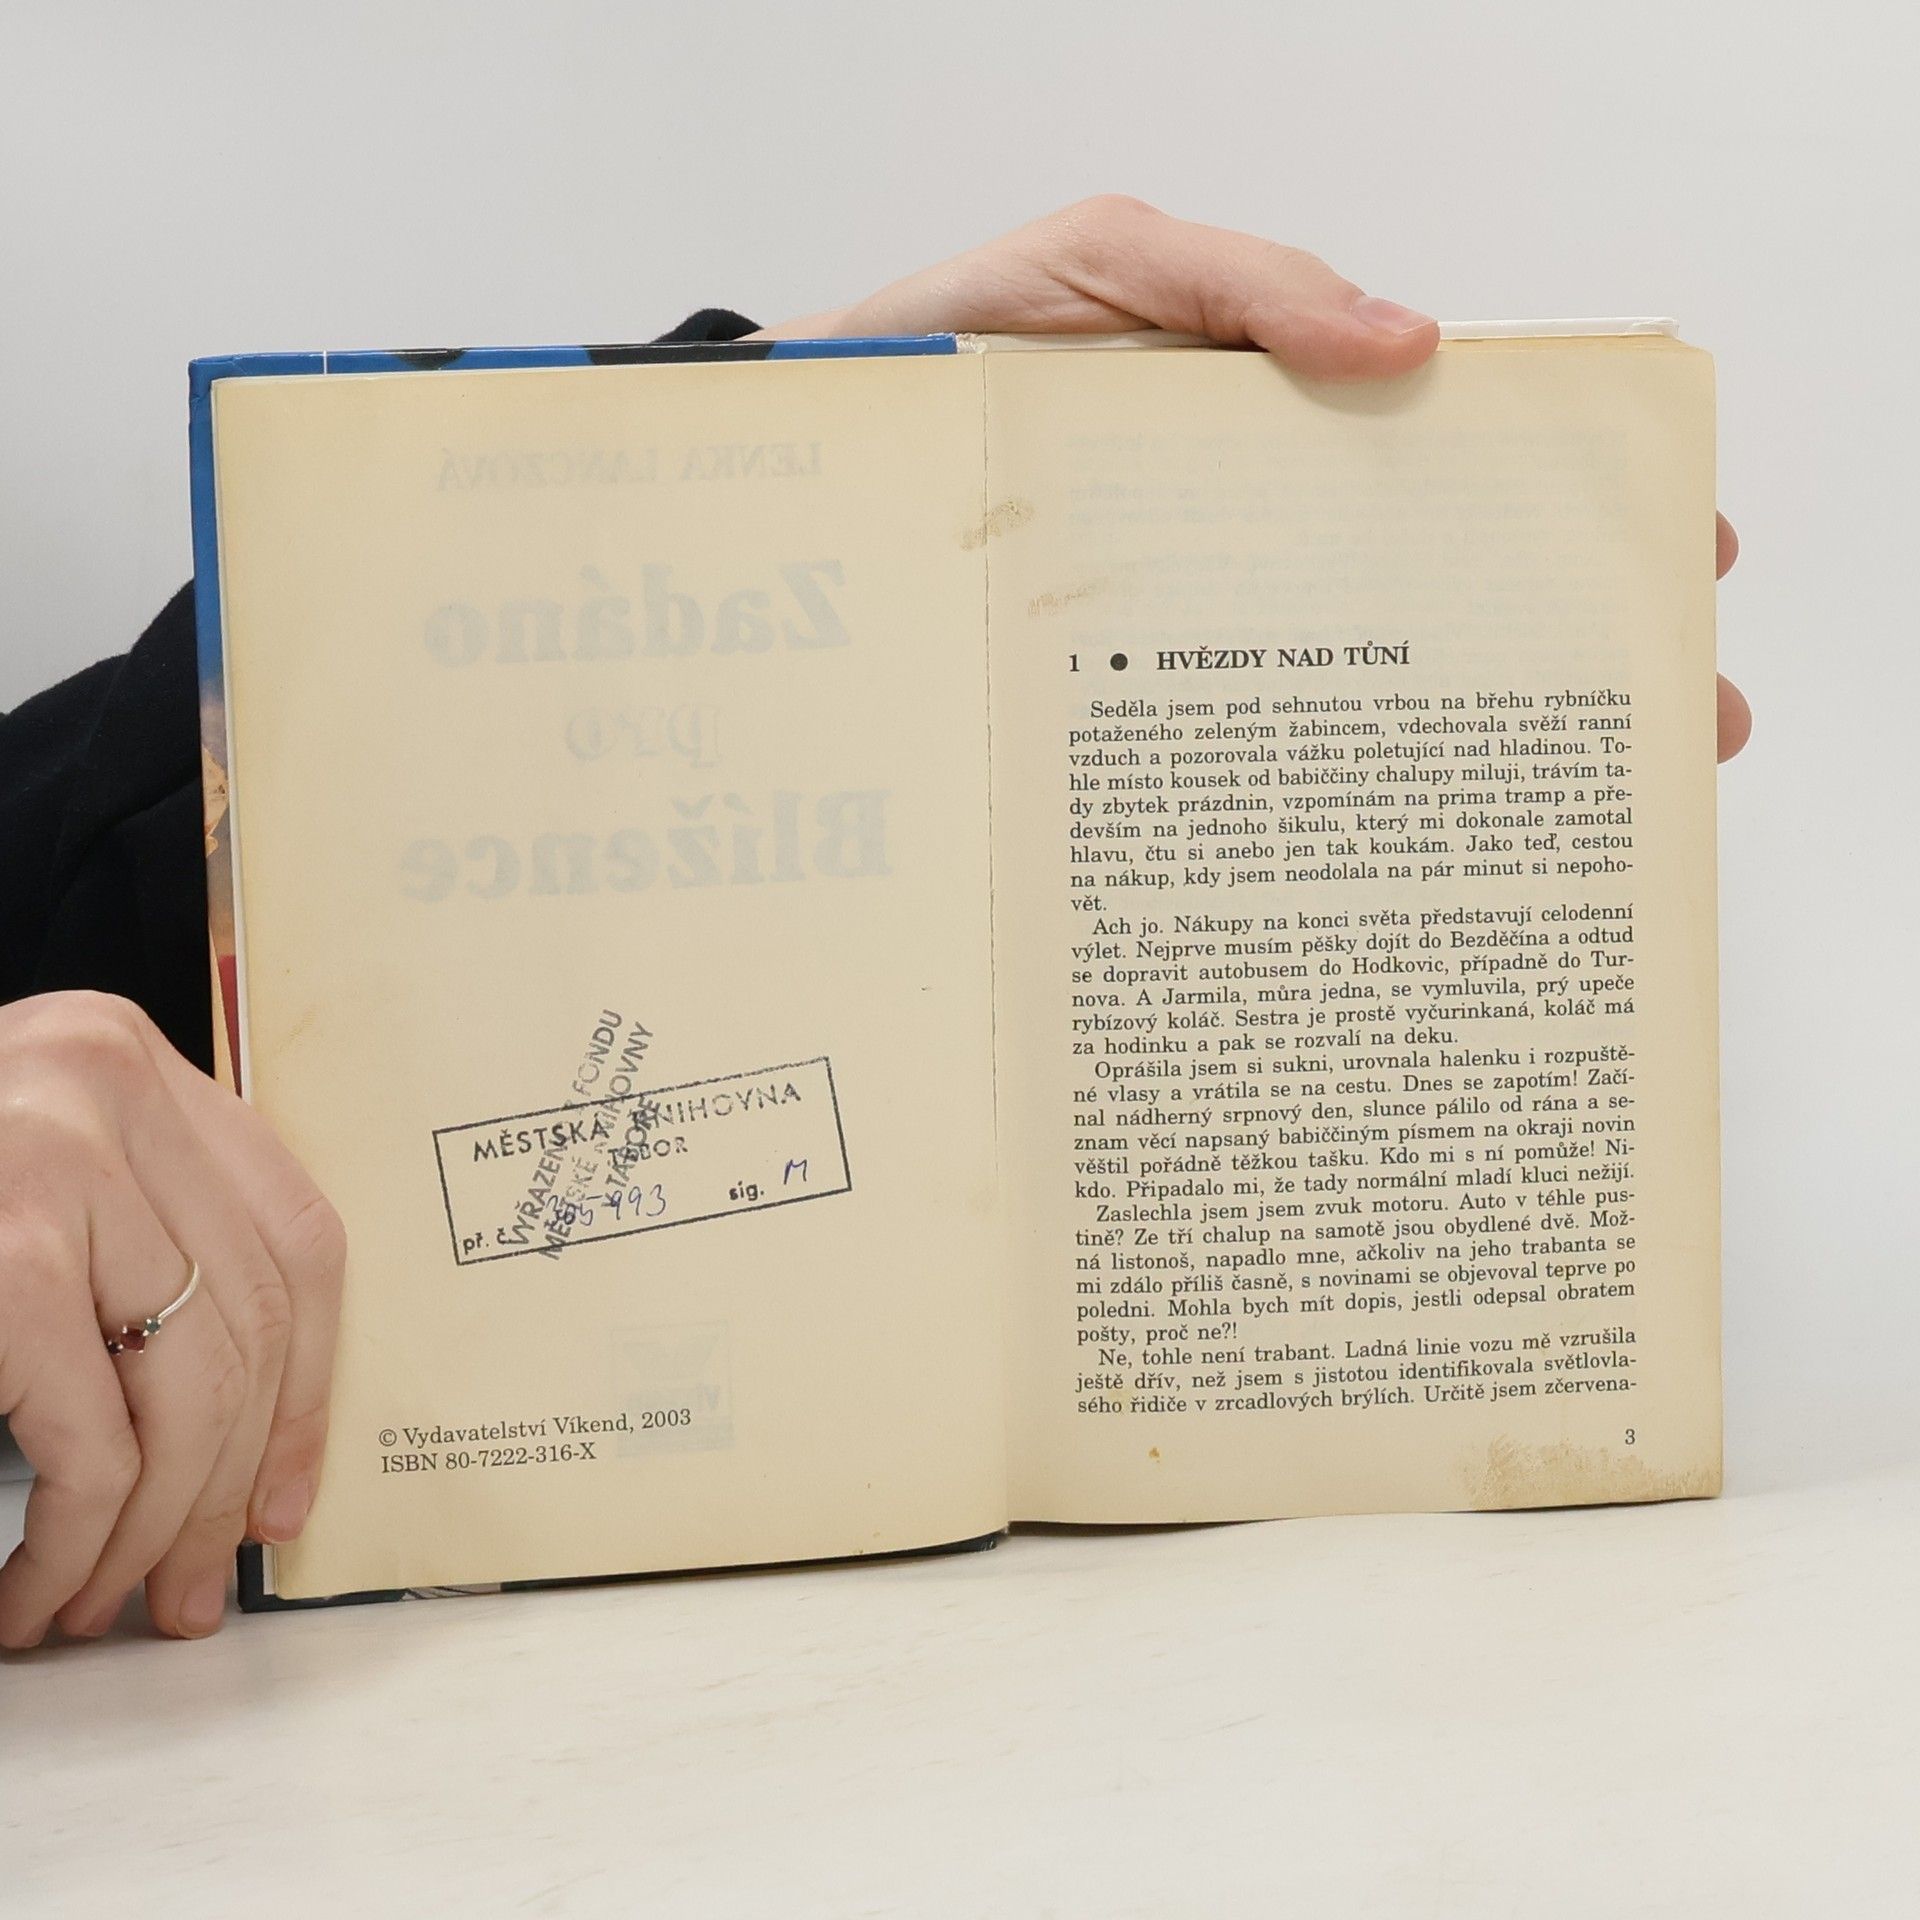 LENKA LANCZOVÁ
Zadáno
pro
Blížence
VYŘAZENO Z FONDU
MĚSTSKÉ KNIHOVNY
V TÁBOŘE
MĚSTSKÁ KNIHOVNA
TÁBOR
př. č. 993 sig. M
© Vydavatelství Víkend, 2003
ISBN 80-7222-316-X
1 ● HVĚZDY NAD TŮNÍ
Seděla jsem pod sehnutou vrbou na břehu rybníčku
potaženého zeleným žabincem, vdechovala svěží ranní
vzduch a pozorovala vážku poletující nad hladinou. To-
hle místo kousek od babiččiny chalupy miluji, trávím ta-
dy zbytek prázdnin, vzpomínám na prima tramp a pře-
devším na jednoho šikulu, který mi dokonale zamotal
hlavu, čtu si anebo jen tak koukám. Jako teď, cestou
na nákup, kdy jsem neodolala na pár minut si nepoho-
vět.
Ach jo. Nákupy na konci světa představují celodenní
výlet. Nejprve musím pěšky dojít do Bezděčína a odtud
se dopravit autobusem do Hodkovic, případně do Tur-
nova. A Jarmila, můra jedna, se vymluvila, prý upeče
rybízový koláč. Sestra je prostě vyčurinkaná, koláč má
za hodinku a pak se rozvalí na deku.
Oprášila jsem si sukni, urovnala halenku i rozpuště-
né vlasy a vrátila se na cestu. Dnes se zapotím! Začí-
nal nádherný srpnový den, slunce pálilo od rána a se-
znam věcí napsaný babiččiným písmem na okraji novin
věštil pořádně těžkou tašku. Kdo mi s ní pomůže! Ni-
kdo. Připadalo mi, že tady normální mladí kluci nežijí.
Zaslechla jsem jsem zvuk motoru. Auto v téhle pus-
tině? Ze tří chalup na samotě jsou obydlené dvě. Mož-
ná listonoš, napadlo mne, ačkoliv na jeho trabanta se
mi zdálo příliš časně, s novinami se objevoval teprve po
poledni. Mohla bych mít dopis, jestli odepsal obratem
pošty, proč ne?!
Ne, tohle není trabant. Ladná linie vozu mě vzrušila
ještě dřív, než jsem s jistotou identifikovala světlovla-
sého řidiče v zrcadlových brýlích. Určitě jsem zčervena-
3